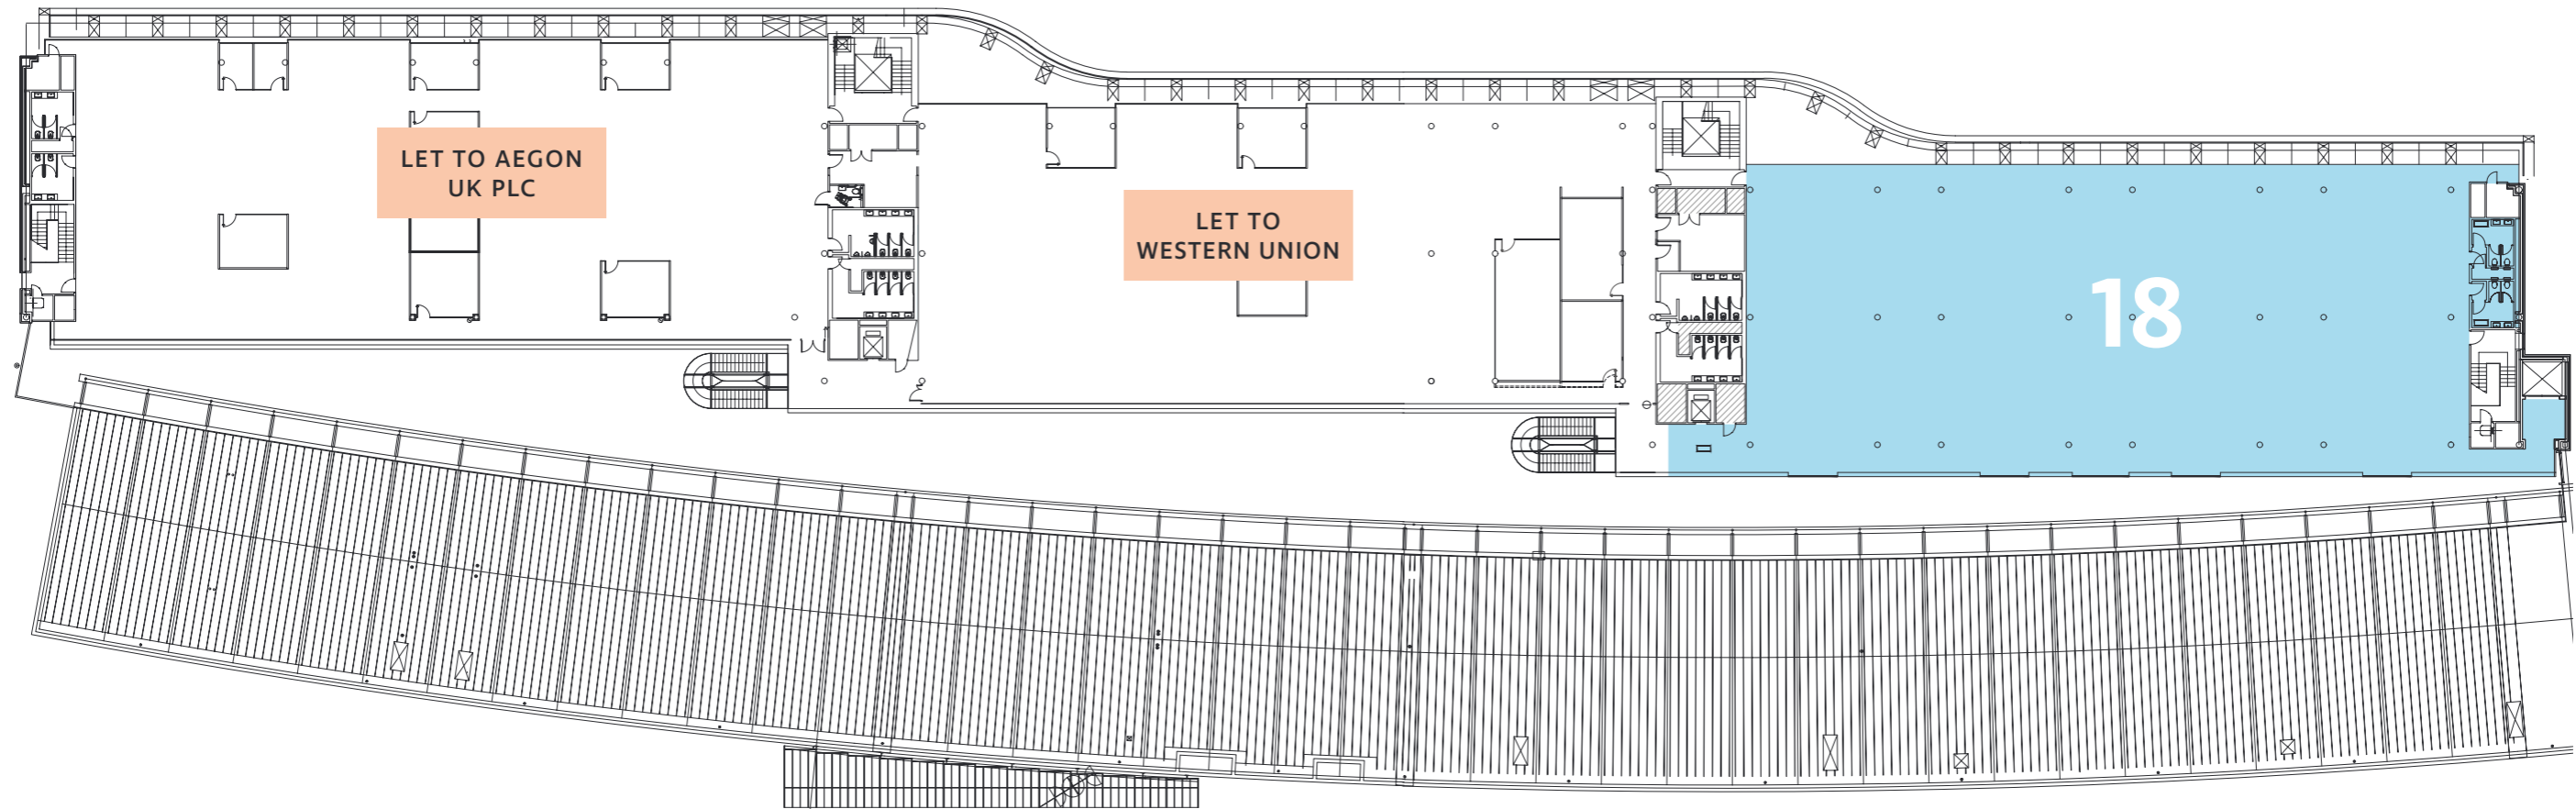 LET TO AEGON
UK PLC
LET TO
WESTERN UNION
18